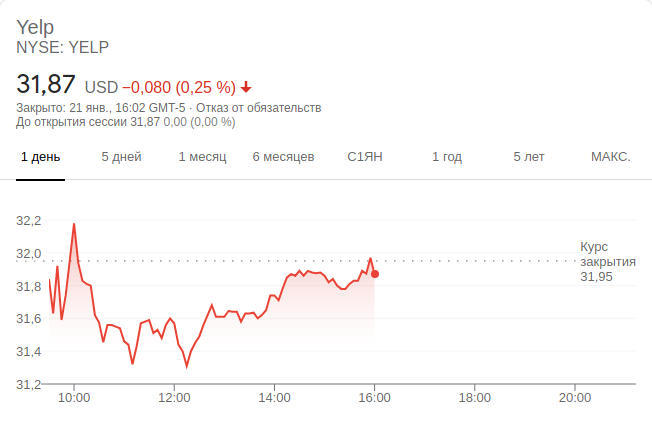 Yelp
NYSE: YELP
31,87 USD −0,080 (0,25 %)
Закрыто: 21 янв., 16:02 GMT-5 · Отказ от обязательств
До открытия сессии 31,87 0,00 (0,00 %)
1 день 5 дней 1 месяц 6 месяцев С1ЯН 1 год 5 лет МАКС.
32,2
32,0
31,8
31,6
31,4
31,2
Курс
закрытия
31,95
10:00 12:00 14:00 16:00 18:00 20:00